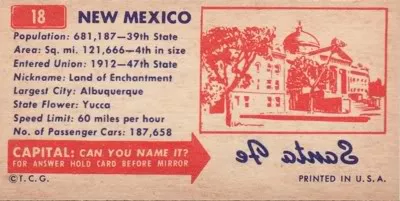 18 NEW MEXICO
Population: 681,187—39th State
Area: Sq. mi. 121,666—4th in size
Entered Union: 1912—47th State
Nickname: Land of Enchantment
Largest City: Albuquerque
State Flower: Yucca
Speed Limit: 60 miles per hour
No. of Passenger Cars: 187,658
CAPITAL: CAN YOU NAME IT?
FOR ANSWER HOLD CARD BEFORE MIRROR
Santa Fe
©T.C.G.
PRINTED IN U.S.A.